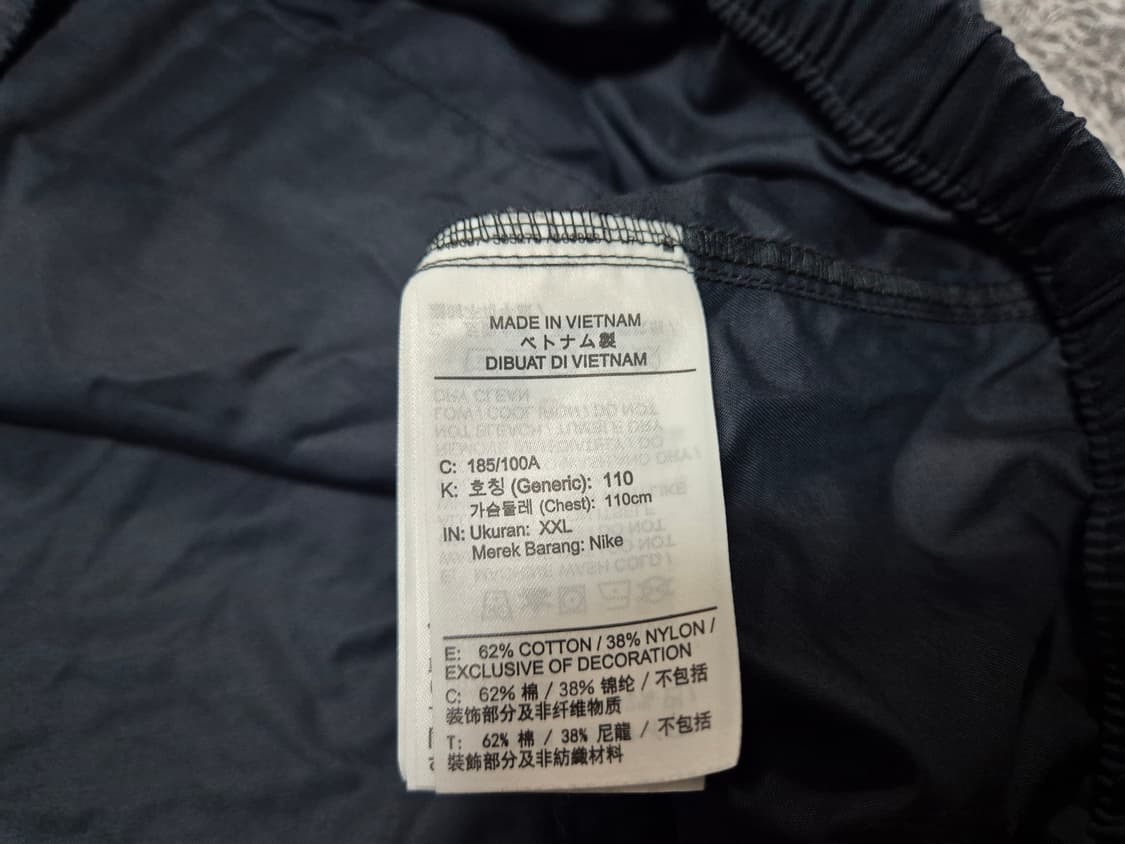 MADE IN VIETNAM
ベトナム製
DIBUAT DI VIETNAM
C: 185/100A
K: 호칭 (Generic): 110
가슴둘레 (Chest): 110cm
IN: Ukuran: XXL
Merek Barang: Nike
E: 62% COTTON / 38% NYLON /
EXCLUSIVE OF DECORATION
C: 62% 棉 / 38% 锦纶 / 不包括
装饰部分及非纤维物质
T: 62% 棉 / 38% 尼龍 / 不包括
裝飾部分及非紡織材料